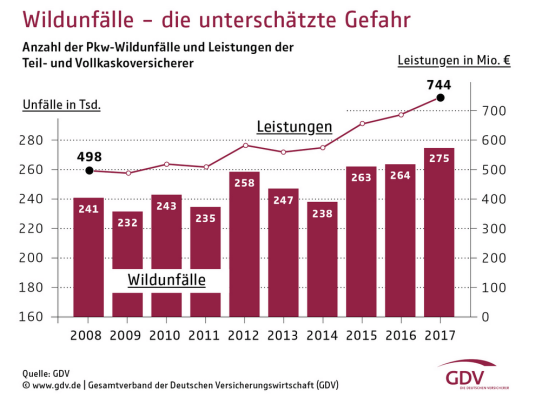 Wildunfälle – die unterschätzte Gefahr
Anzahl der Pkw-Wildunfälle und Leistungen der
Teil- und Vollkaskoversicherer
Leistungen in Mio. €
Unfälle in Tsd.
744
Leistungen
700
280
600
498
275
260
258
263
264
500
241
232
243
235
247
238
240
400
220
300
200
200
Wildunfälle
180
100
160
0
2008 2009 2010 2011 2012 2013 2014 2015 2016 2017
Quelle: GDV
© www.gdv.de | Gesamtverband der Deutschen Versicherungswirtschaft (GDV)
GDV
DIE DEUTSCHEN VERSICHERER